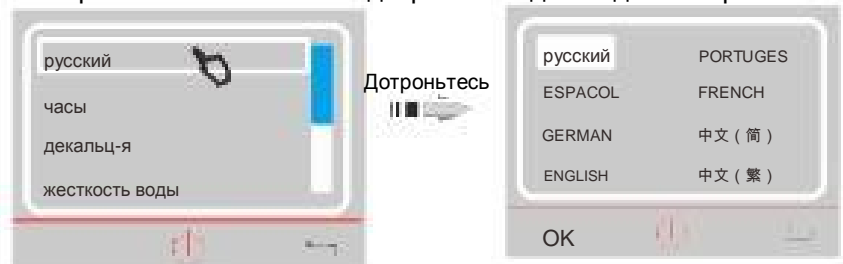 русский
часы
декальц-я
жесткость воды
Дотроньтесь
русский PORTUGES
ESPACOL FRENCH
GERMAN 中文（简）
ENGLISH 中文（繁）
OK